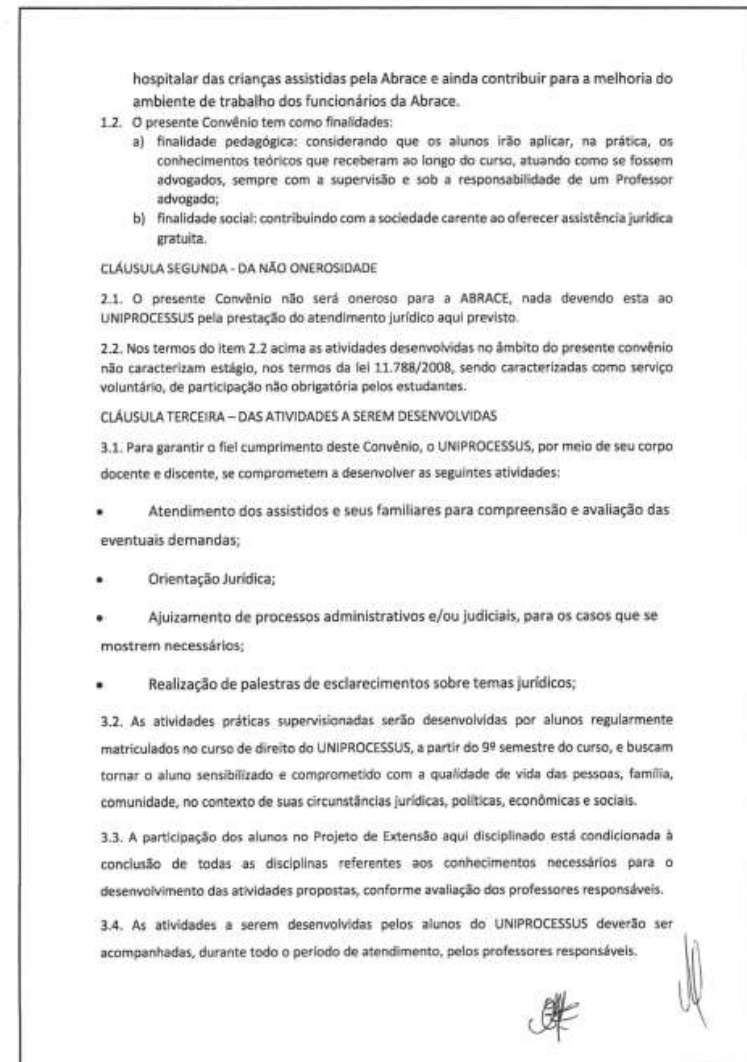 hospitalar das crianças assistidas pela Abrace e ainda contribuir para a melhoria do
ambiente de trabalho dos funcionários da Abrace.
1.2. O presente Convênio tem como finalidades:
a) finalidade pedagógica: considerando que os alunos irão aplicar, na prática, os
conhecimentos teóricos que receberam ao longo do curso, atuando como se fossem
advogados, sempre com a supervisão e sob a responsabilidade de um Professor
advogado;
b) finalidade social: contribuindo com a sociedade carente ao oferecer assistência jurídica
gratuita.
CLÁUSULA SEGUNDA - DA NÃO ONEROSIDADE
2.1. O presente Convênio não será oneroso para a ABRACE, nada devendo esta ao
UNIPROCESSUS pela prestação do atendimento jurídico aqui previsto.
2.2. Nos termos do item 2.2 acima as atividades desenvolvidas no âmbito do presente convênio
não caracterizam estágio, nos termos da lei 11.788/2008, sendo caracterizadas como serviço
voluntário, de participação não obrigatória pelos estudantes.
CLÁUSULA TERCEIRA – DAS ATIVIDADES A SEREM DESENVOLVIDAS
3.1. Para garantir o fiel cumprimento deste Convênio, o UNIPROCESSUS, por meio de seu corpo
docente e discente, se comprometem a desenvolver as seguintes atividades:
• Atendimento dos assistidos e seus familiares para compreensão e avaliação das
eventuais demandas;
• Orientação Jurídica;
• Ajuizamento de processos administrativos e/ou judiciais, para os casos que se
mostrem necessários;
• Realização de palestras de esclarecimentos sobre temas jurídicos;
3.2. As atividades práticas supervisionadas serão desenvolvidas por alunos regularmente
matriculados no curso de direito do UNIPROCESSUS, a partir do 9º semestre do curso, e buscam
tornar o aluno sensibilizado e comprometido com a qualidade de vida das pessoas, família,
comunidade, no contexto de suas circunstâncias jurídicas, políticas, econômicas e sociais.
3.3. A participação dos alunos no Projeto de Extensão aqui disciplinado está condicionada à
conclusão de todas as disciplinas referentes aos conhecimentos necessários para o
desenvolvimento das atividades propostas, conforme avaliação dos professores responsáveis.
3.4. As atividades a serem desenvolvidas pelos alunos do UNIPROCESSUS deverão ser
acompanhadas, durante todo o período de atendimento, pelos professores responsáveis.